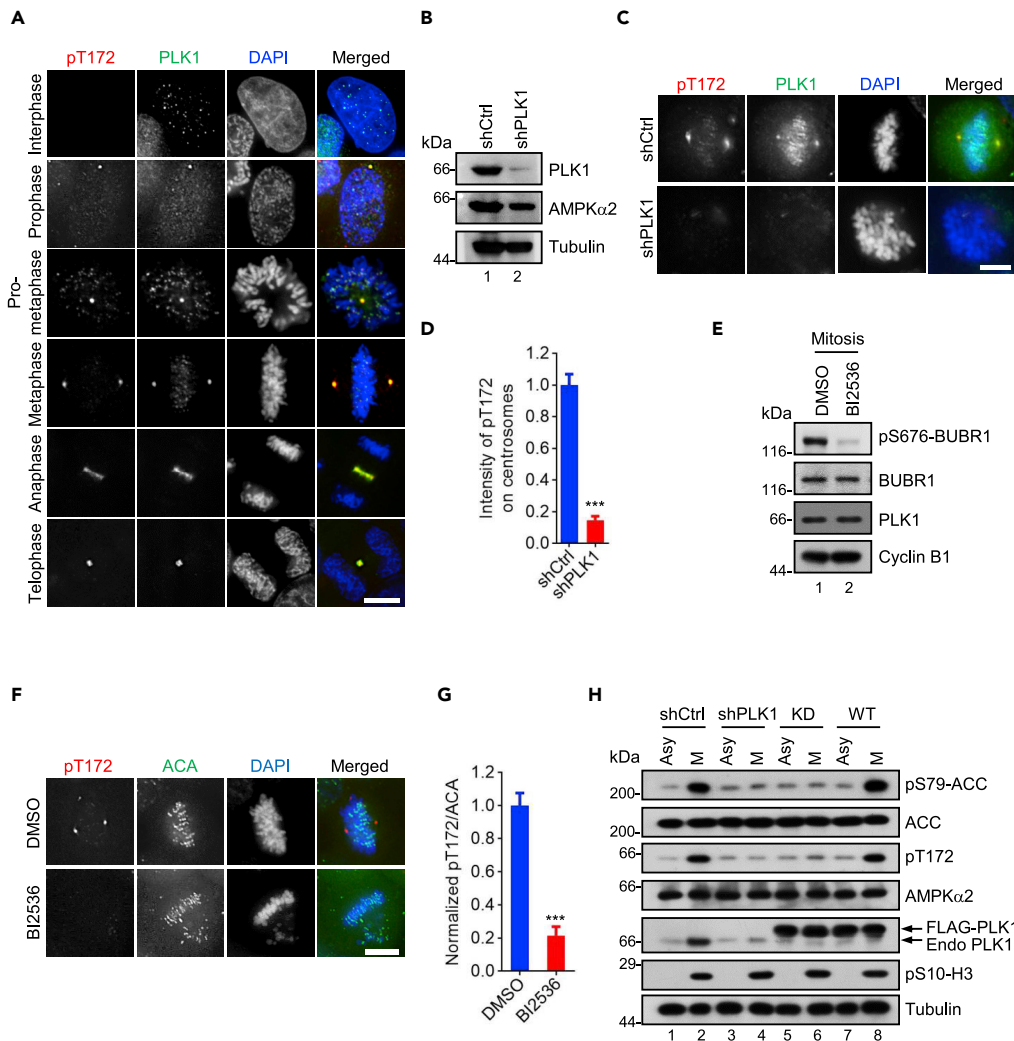 A
pT172 PLK1 DAPI Merged
Interphase
Prophase
Pro-
metaphase
Metaphase
Anaphase
Telophase
B
shCtrl shPLK1
kDa
66- PLK1
66- AMPKα2
44- Tubulin
1 2
C
pT172 PLK1 DAPI Merged
shCtrl
shPLK1
D
Intensity of pT172
on centrosomes
1.2
1.0
0.8
0.6
0.4
0.2
0.0
***
shCtrl
shPLK1
E
Mitosis
DMSO BI2536
kDa
116- pS676-BUBR1
116- BUBR1
66- PLK1
44- Cyclin B1
1 2
F
pT172 ACA DAPI Merged
DMSO
BI2536
G
Normalized pT172/ACA
1.2
1.0
0.8
0.6
0.4
0.2
0.0
***
DMSO
BI2536
H
shCtrl shPLK1 KD WT
Asy M Asy M Asy M Asy M
kDa
200- pS79-ACC
200- ACC
66- pT172
66- AMPKα2
FLAG-PLK1
66- Endo PLK1
29- pS10-H3
44- Tubulin
1 2 3 4 5 6 7 8